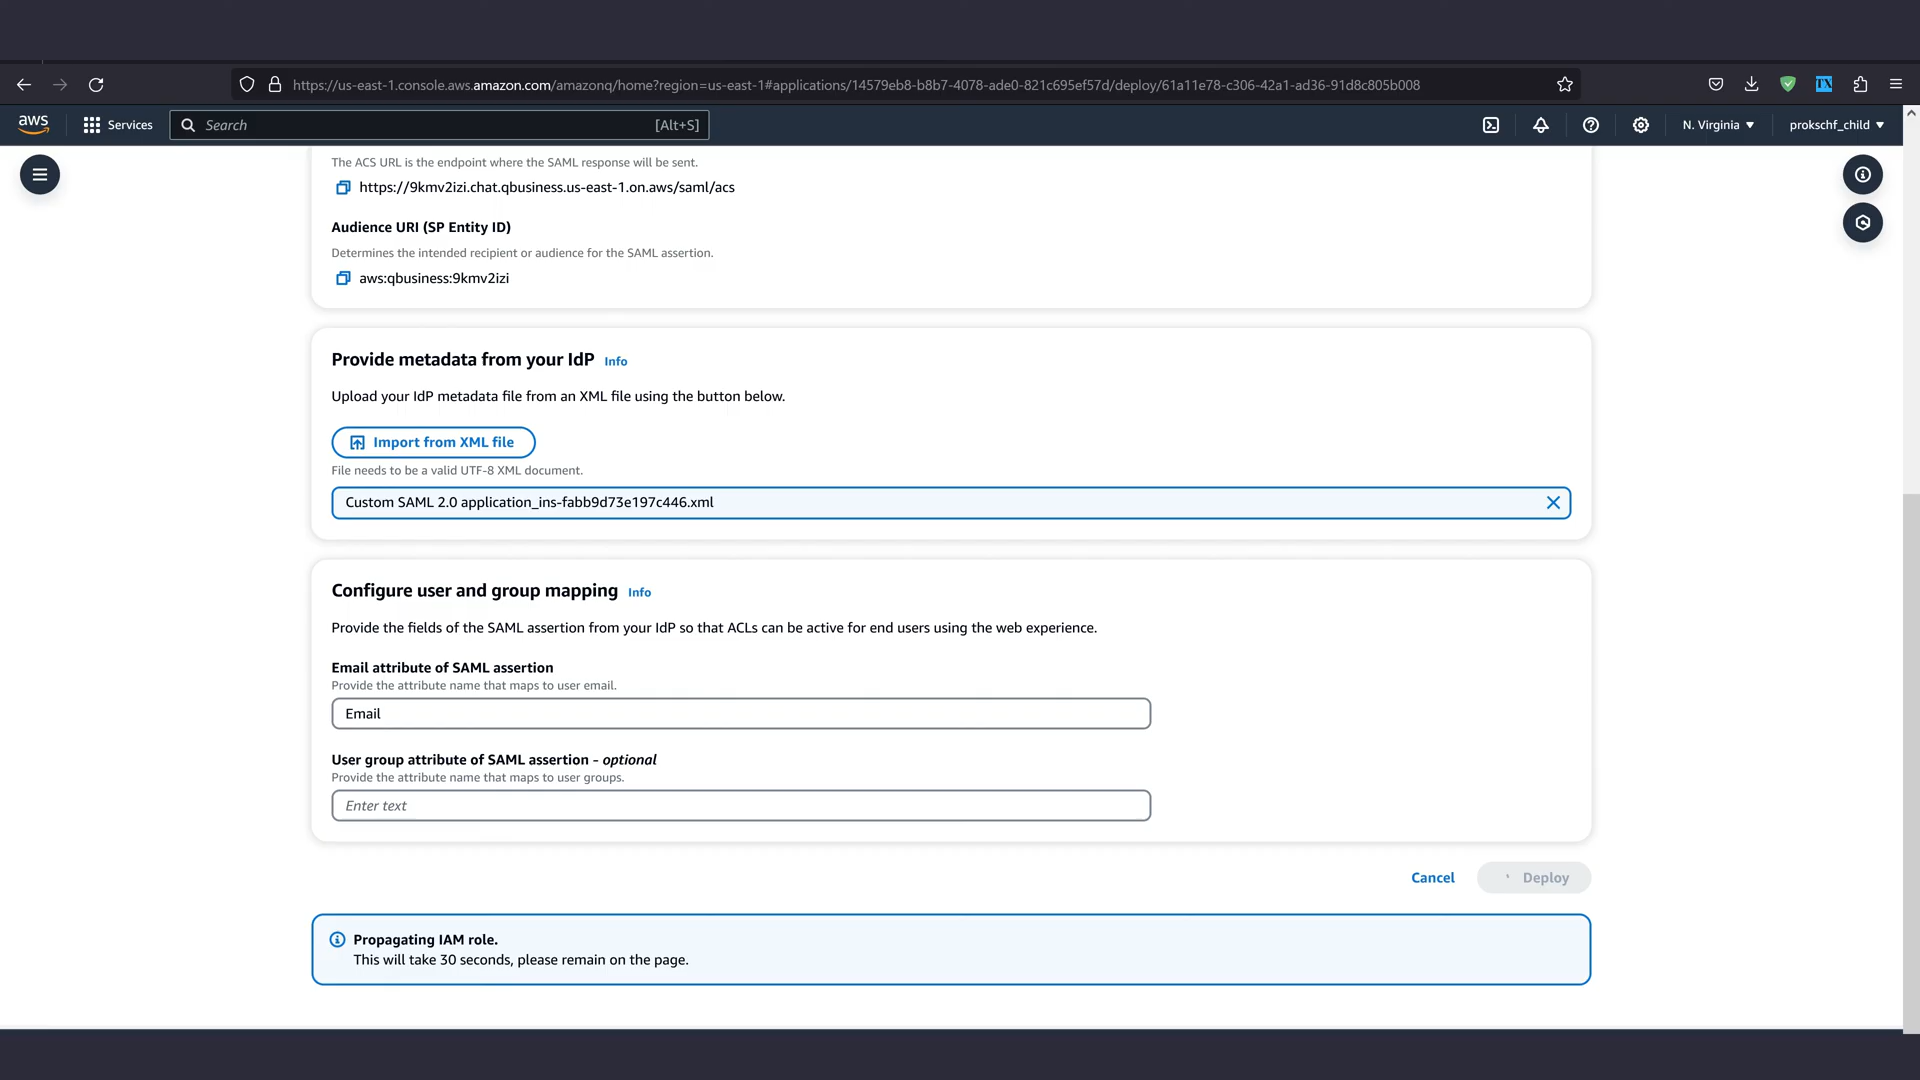 https://us-east-1.console.aws.amazon.com/amazonq/home?region=us-east-1#applications/14579eb8-b8b7-4078-ade0-821c695ef57d/deploy/61a11e78-c306-42a1-ad36-91d8c805b008
aws Services Search [Alt+S] N. Virginia prokschf_child
The ACS URL is the endpoint where the SAML response will be sent.
https://9kmv2izi.chat.qbusiness.us-east-1.on.aws/saml/acs
Audience URI (SP Entity ID)
Determines the intended recipient or audience for the SAML assertion.
aws:qbusiness:9kmv2izi
Provide metadata from your IdP Info
Upload your IdP metadata file from an XML file using the button below.
Import from XML file
File needs to be a valid UTF-8 XML document.
Custom SAML 2.0 application_ins-fabb9d73e197c446.xml
Configure user and group mapping Info
Provide the fields of the SAML assertion from your IdP so that ACLs can be active for end users using the web experience.
Email attribute of SAML assertion
Provide the attribute name that maps to user email.
Email
User group attribute of SAML assertion - optional
Provide the attribute name that maps to user groups.
Enter text
Cancel Deploy
Propagating IAM role.
This will take 30 seconds, please remain on the page.